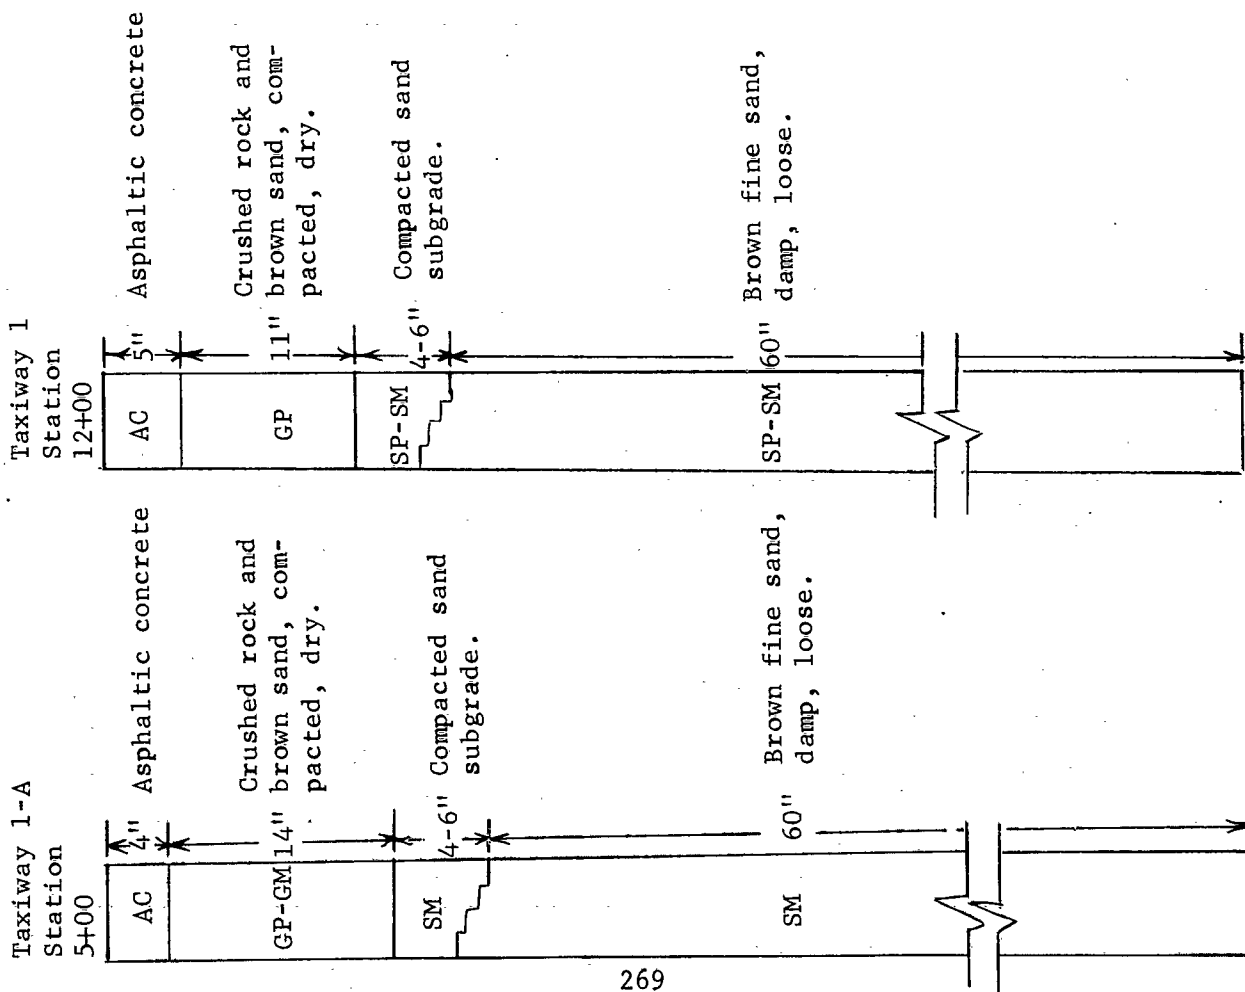 Taxiway 1-A
Station
5+00
AC
4" Asphaltic concrete
GP-GM
14"
Crushed rock and
brown sand, com-
pacted, dry.
SM
4-6"
Compacted sand
subgrade.
SM
60"
Brown fine sand,
damp, loose.
Taxiway 1
Station
12+00
AC
5" Asphaltic concrete
GP
11"
Crushed rock and
brown sand, com-
pacted, dry.
SP-SM
4-6"
Compacted sand
subgrade.
SP-SM
60"
Brown fine sand,
damp, loose.
269